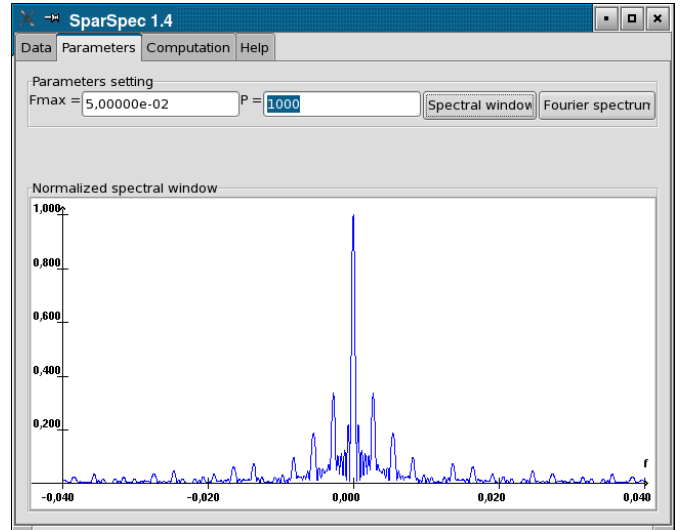 SparSpec 1.4
Data Parameters Computation Help
Parameters setting
Fmax = 5,00000e-02 P = 1000 Spectral window Fourier spectrum
Normalized spectral window
1,000
0,800
0,600
0,400
0,200
f
-0,040 -0,020 0,000 0,020 0,040